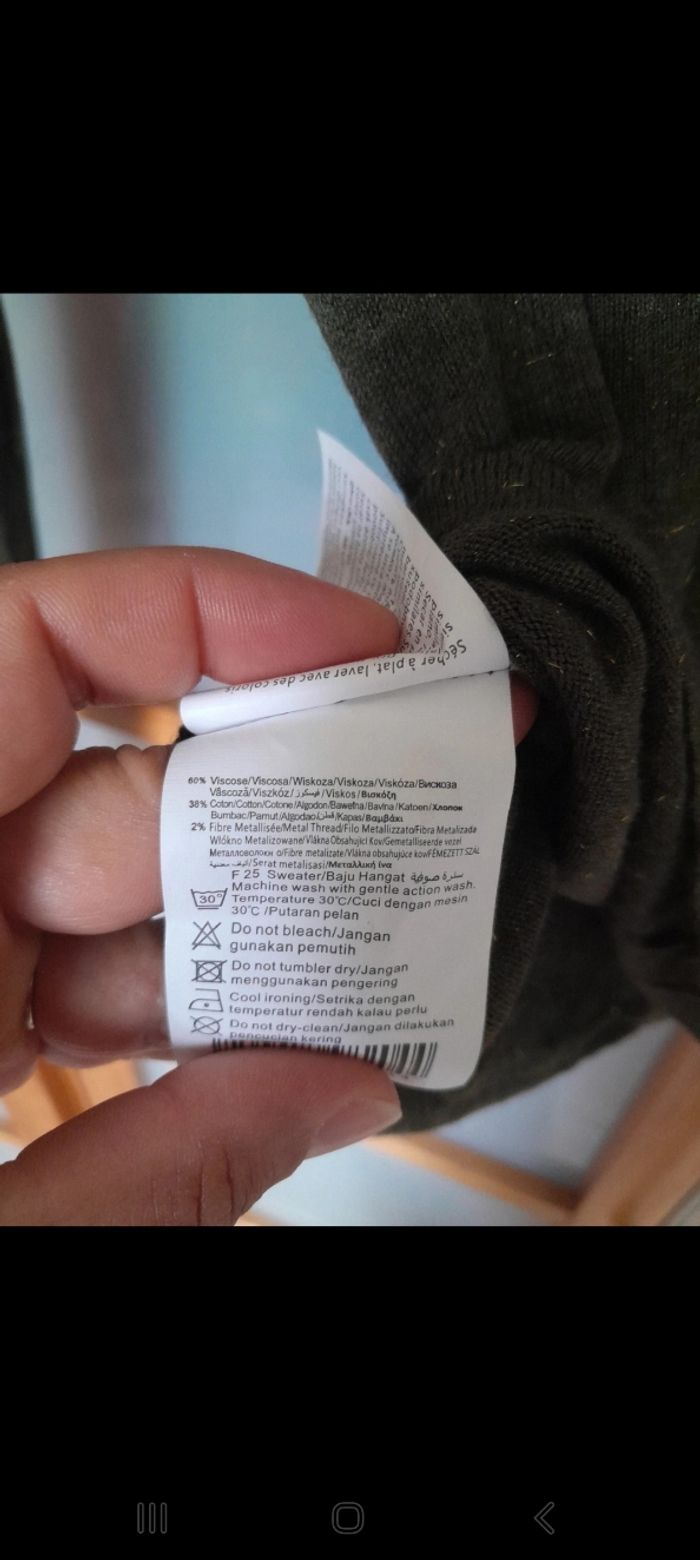 Sécher à plat, laver avec des coloris
60% Viscose/Viscosa/Wiskoza/Viskoza/Viskóza/Вискоза
Vâscoză/Viszkóz/فيسكوز/Viskos/Βισκόζη
38% Coton/Cotton/Cotone/Algodon/Bawełna/Bavlna/Katoen/Хлопок
Bumbac/Pamut/Algodao/قطن/Kapas/Βαμβάκι
2% Fibre Metallisée/Metal Thread/Filo Metallizzato/Fibra Metalizada
Włókno Metalizowane/Vlákna Obsahující Kov/Gemetalliseerde vezel
Металловолокн о/Fibre metalizate/Vlákna obsahujúce kov/FÉMEZETT SZÁL
ألياف معدنية/Serat metalisasi/Μεταλλική ίνα
F 25 Sweater/Baju Hangat سترة صوفية
30° Machine wash with gentle action wash.
Temperature 30℃/Cuci dengan mesin
30℃ /Putaran pelan
Do not bleach/Jangan
gunakan pemutih
Do not tumbler dry/Jangan
menggunakan pengering
Cool ironing/Setrika dengan
temperatur rendah kalau perlu
Do not dry-clean/Jangan dilakukan
pencucian kering